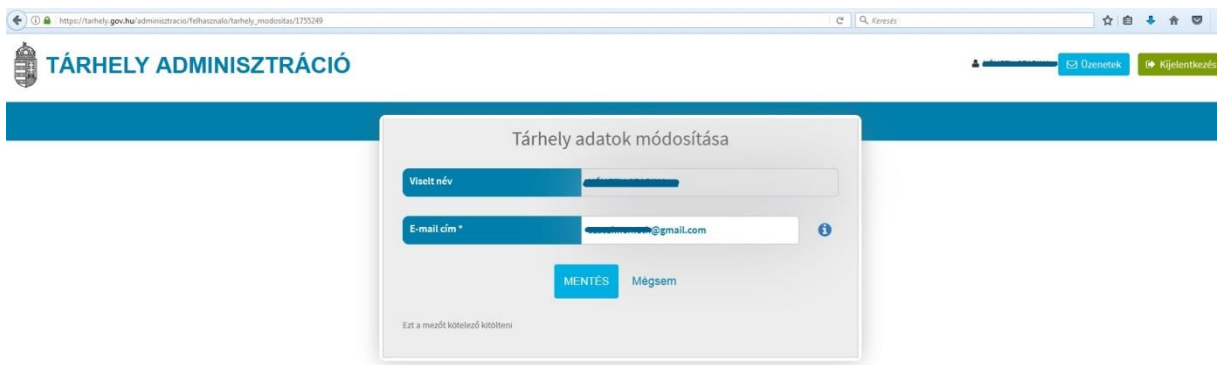 https://tarhely.gov.hu/adminisztracio/felhasznalo/tarhely_modositas/1755249
Keresés
TÁRHELY ADMINISZTRÁCIÓ
Üzenetek
Kijelentkezés
Tárhely adatok módosítása
Viselt név
E-mail cím *
@gmail.com
MENTÉS Mégsem
Ezt a mezőt kötelező kitölteni